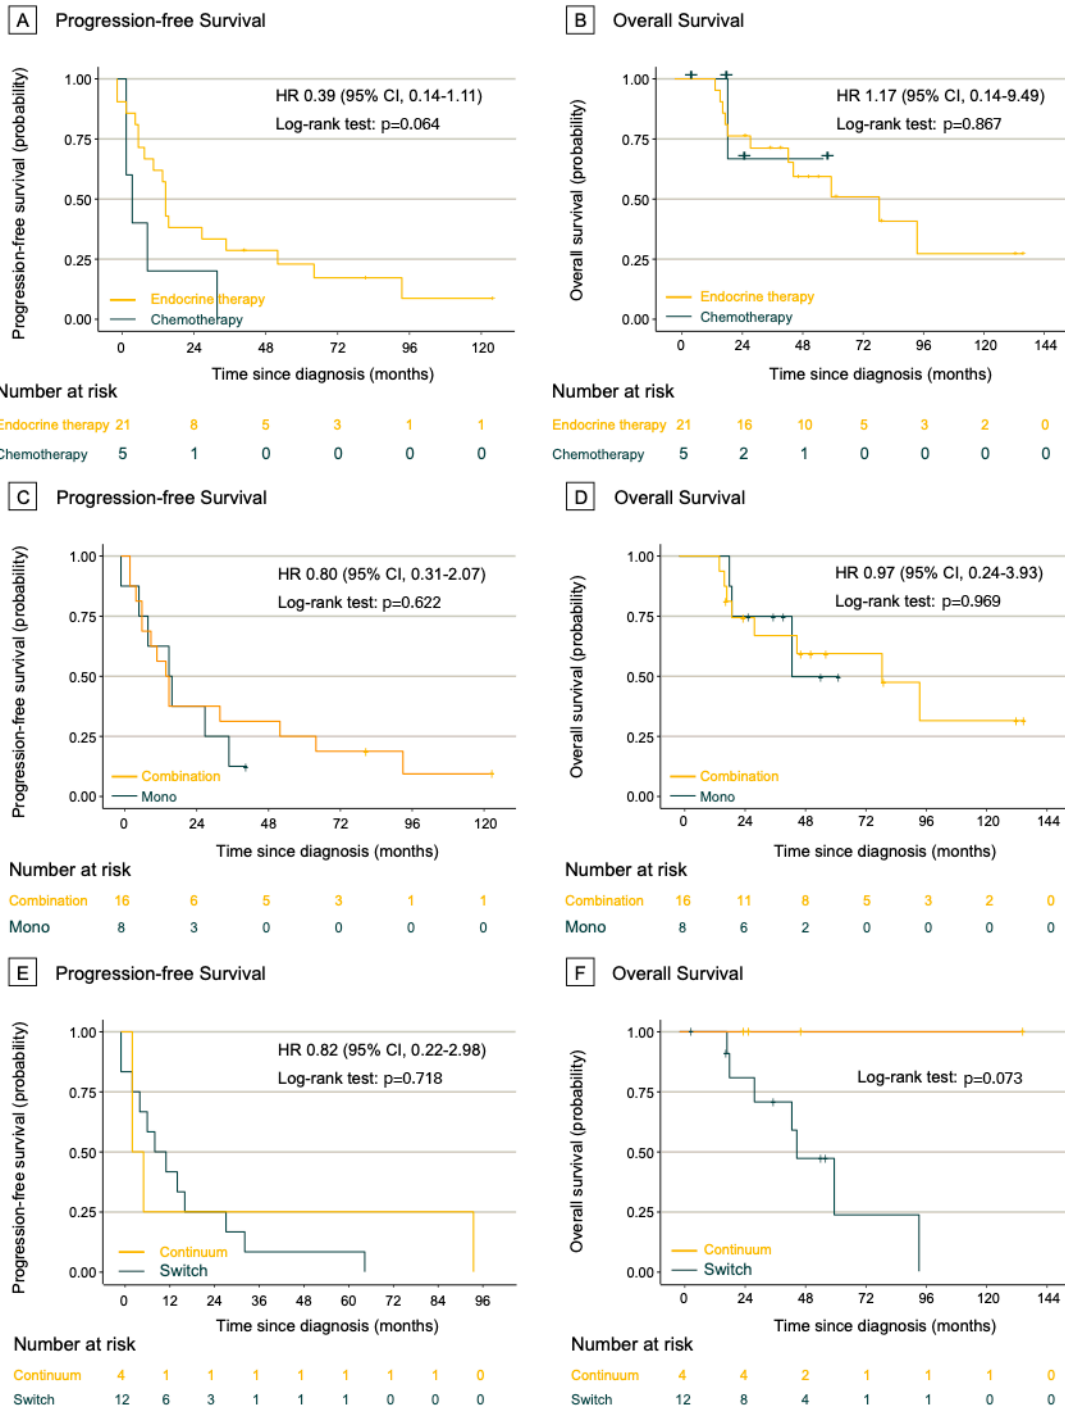 A Progression-free Survival
Progression-free survival (probability)
1.00
0.75
0.50
0.25
0.00
HR 0.39 (95% CI, 0.14-1.11)
Log-rank test: p=0.064
Endocrine therapy
Chemotherapy
0 24 48 72 96 120
Time since diagnosis (months)
Number at risk
Endocrine therapy 21 8 5 3 1 1
Chemotherapy 5 1 0 0 0 0
B Overall Survival
Overall survival (probability)
1.00
0.75
0.50
0.25
0.00
HR 1.17 (95% CI, 0.14-9.49)
Log-rank test: p=0.867
Endocrine therapy
Chemotherapy
0 24 48 72 96 120 144
Time since diagnosis (months)
Number at risk
Endocrine therapy 21 16 10 5 3 2 0
Chemotherapy 5 2 1 0 0 0 0
C Progression-free Survival
Progression-free survival (probability)
1.00
0.75
0.50
0.25
0.00
HR 0.80 (95% CI, 0.31-2.07)
Log-rank test: p=0.622
Combination
Mono
0 24 48 72 96 120
Time since diagnosis (months)
Number at risk
Combination 16 6 5 3 1 1
Mono 8 3 0 0 0 0
D Overall Survival
Overall survival (probability)
1.00
0.75
0.50
0.25
0.00
HR 0.97 (95% CI, 0.24-3.93)
Log-rank test: p=0.969
Combination
Mono
0 24 48 72 96 120 144
Time since diagnosis (months)
Number at risk
Combination 16 11 8 5 3 2 0
Mono 8 6 2 0 0 0 0
E Progression-free Survival
Progression-free survival (probability)
1.00
0.75
0.50
0.25
0.00
HR 0.82 (95% CI, 0.22-2.98)
Log-rank test: p=0.718
Continuum
Switch
0 12 24 36 48 60 72 84 96
Time since diagnosis (months)
Number at risk
Continuum 4 1 1 1 1 1 1 1 0
Switch 12 6 3 1 1 1 0 0 0
F Overall Survival
Overall survival (probability)
1.00
0.75
0.50
0.25
0.00
Log-rank test: p=0.073
Continuum
Switch
0 24 48 72 96 120 144
Time since diagnosis (months)
Number at risk
Continuum 4 4 2 1 1 1 0
Switch 12 8 4 1 1 0 0